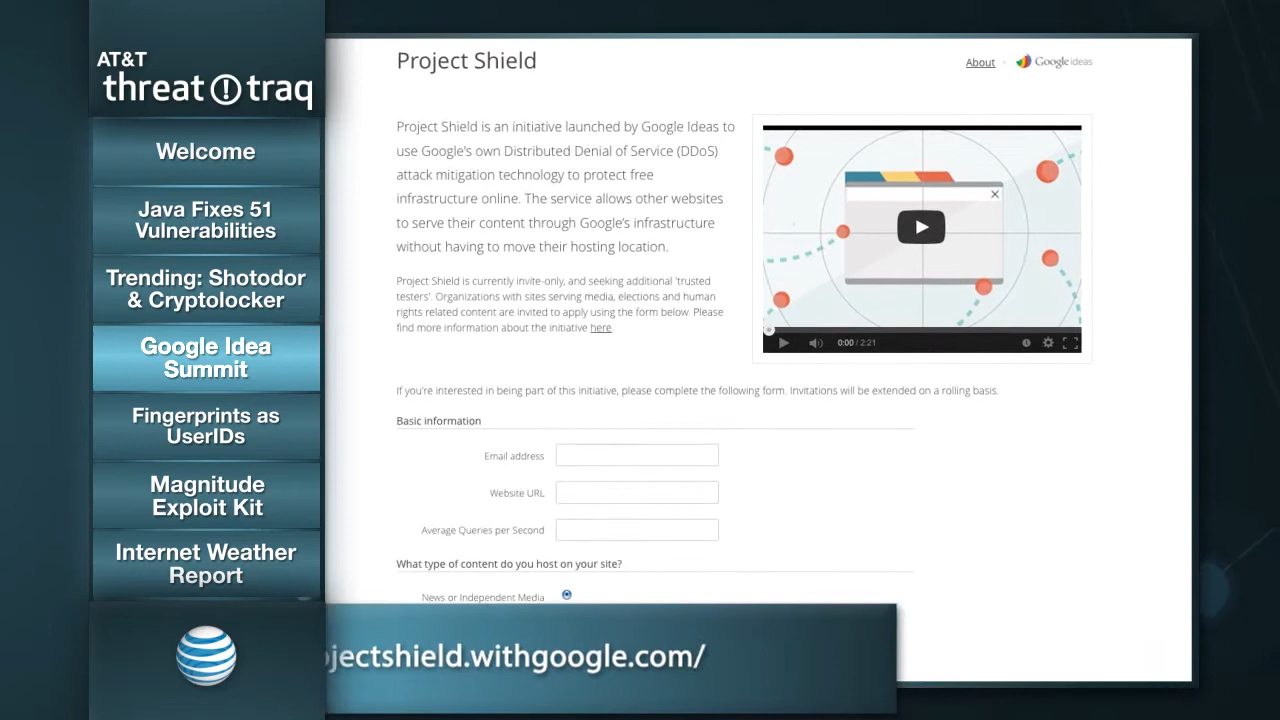 AT&T
threat traq
Welcome
Java Fixes 51
Vulnerabilities
Trending: Shotodor
& Cryptolocker
Google Idea
Summit
Fingerprints as
UserIDs
Magnitude
Exploit Kit
Internet Weather
Report
Project Shield
About
Google ideas
Project Shield is an initiative launched by Google Ideas to
use Google's own Distributed Denial of Service (DDoS)
attack mitigation technology to protect free
infrastructure online. The service allows other websites
to serve their content through Google's infrastructure
without having to move their hosting location.
Project Shield is currently invite-only, and seeking additional 'trusted
testers'. Organizations with sites serving media, elections and human
rights related content are invited to apply using the form below. Please
find more information about the initiative here.
0:00 / 2:21
If you're interested in being part of this initiative, please complete the following form. Invitations will be extended on a rolling basis.
Basic information
Email address
Website URL
Average Queries per Second
What type of content do you host on your site?
News or Independent Media
ojectshield.withgoogle.com/